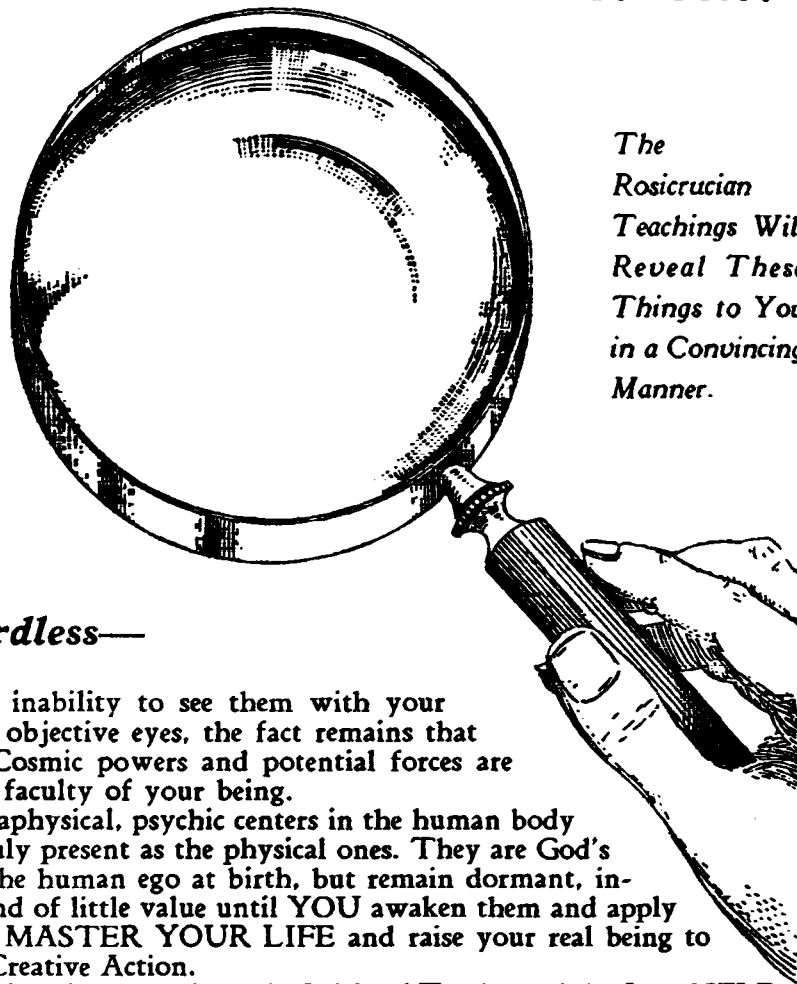 The
Rosicrucian
Teachings Wil
Reveal These
Things to You
in a Convincing
Manner.
rdless—
inability to see them with your
objective eyes, the fact remains that
Cosmic powers and potential forces are
faculty of your being.
aphysical, psychic centers in the human body
ly present as the physical ones. They are God's
he human ego at birth, but remain dormant, in-
nd of little value until YOU awaken them and apply
MASTER YOUR LIFE and raise your real being to
Creative Action.